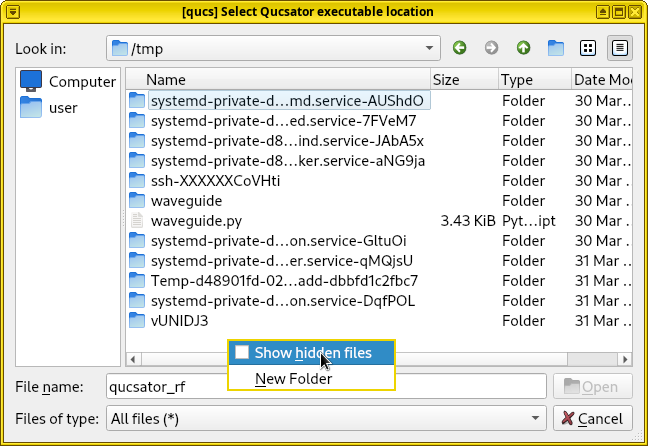 [qucs] Select Qucsator executable location
Look in: /tmp
Computer
user
Name Size Type Date Mo
systemd-private-d...md.service-AUShdO Folder 30 Mar...
systemd-private-d...ed.service-7FVeM7 Folder 30 Mar...
systemd-private-d8...ind.service-JAbA5x Folder 30 Mar...
systemd-private-d8...ker.service-aNG9ja Folder 30 Mar...
ssh-XXXXXXCoVHti Folder 30 Mar...
waveguide Folder 30 Mar...
waveguide.py 3.43 KiB Pyt...ipt 30 Mar...
systemd-private-d...on.service-GltuOi Folder 30 Mar...
systemd-private-d...er.service-qMQjsU Folder 31 Mar...
Temp-d48901fd-02...add-dbbfd1c2fbc7 Folder 31 Mar...
systemd-private-d...on.service-DqfPOL Folder 31 Mar...
vUNIDJ3 Folder 31 Mar...
Show hidden files
New Folder
File name: qucsator_rf Open
Files of type: All files (*) Cancel